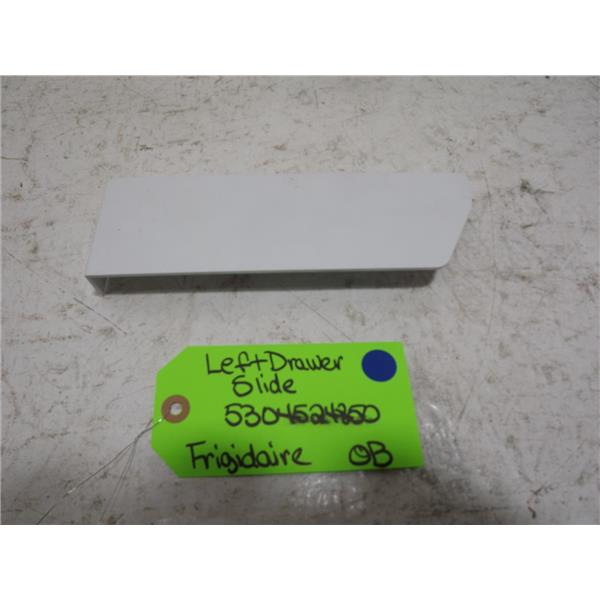 Left Drawer
Slide
5304524850
Frigidaire OB